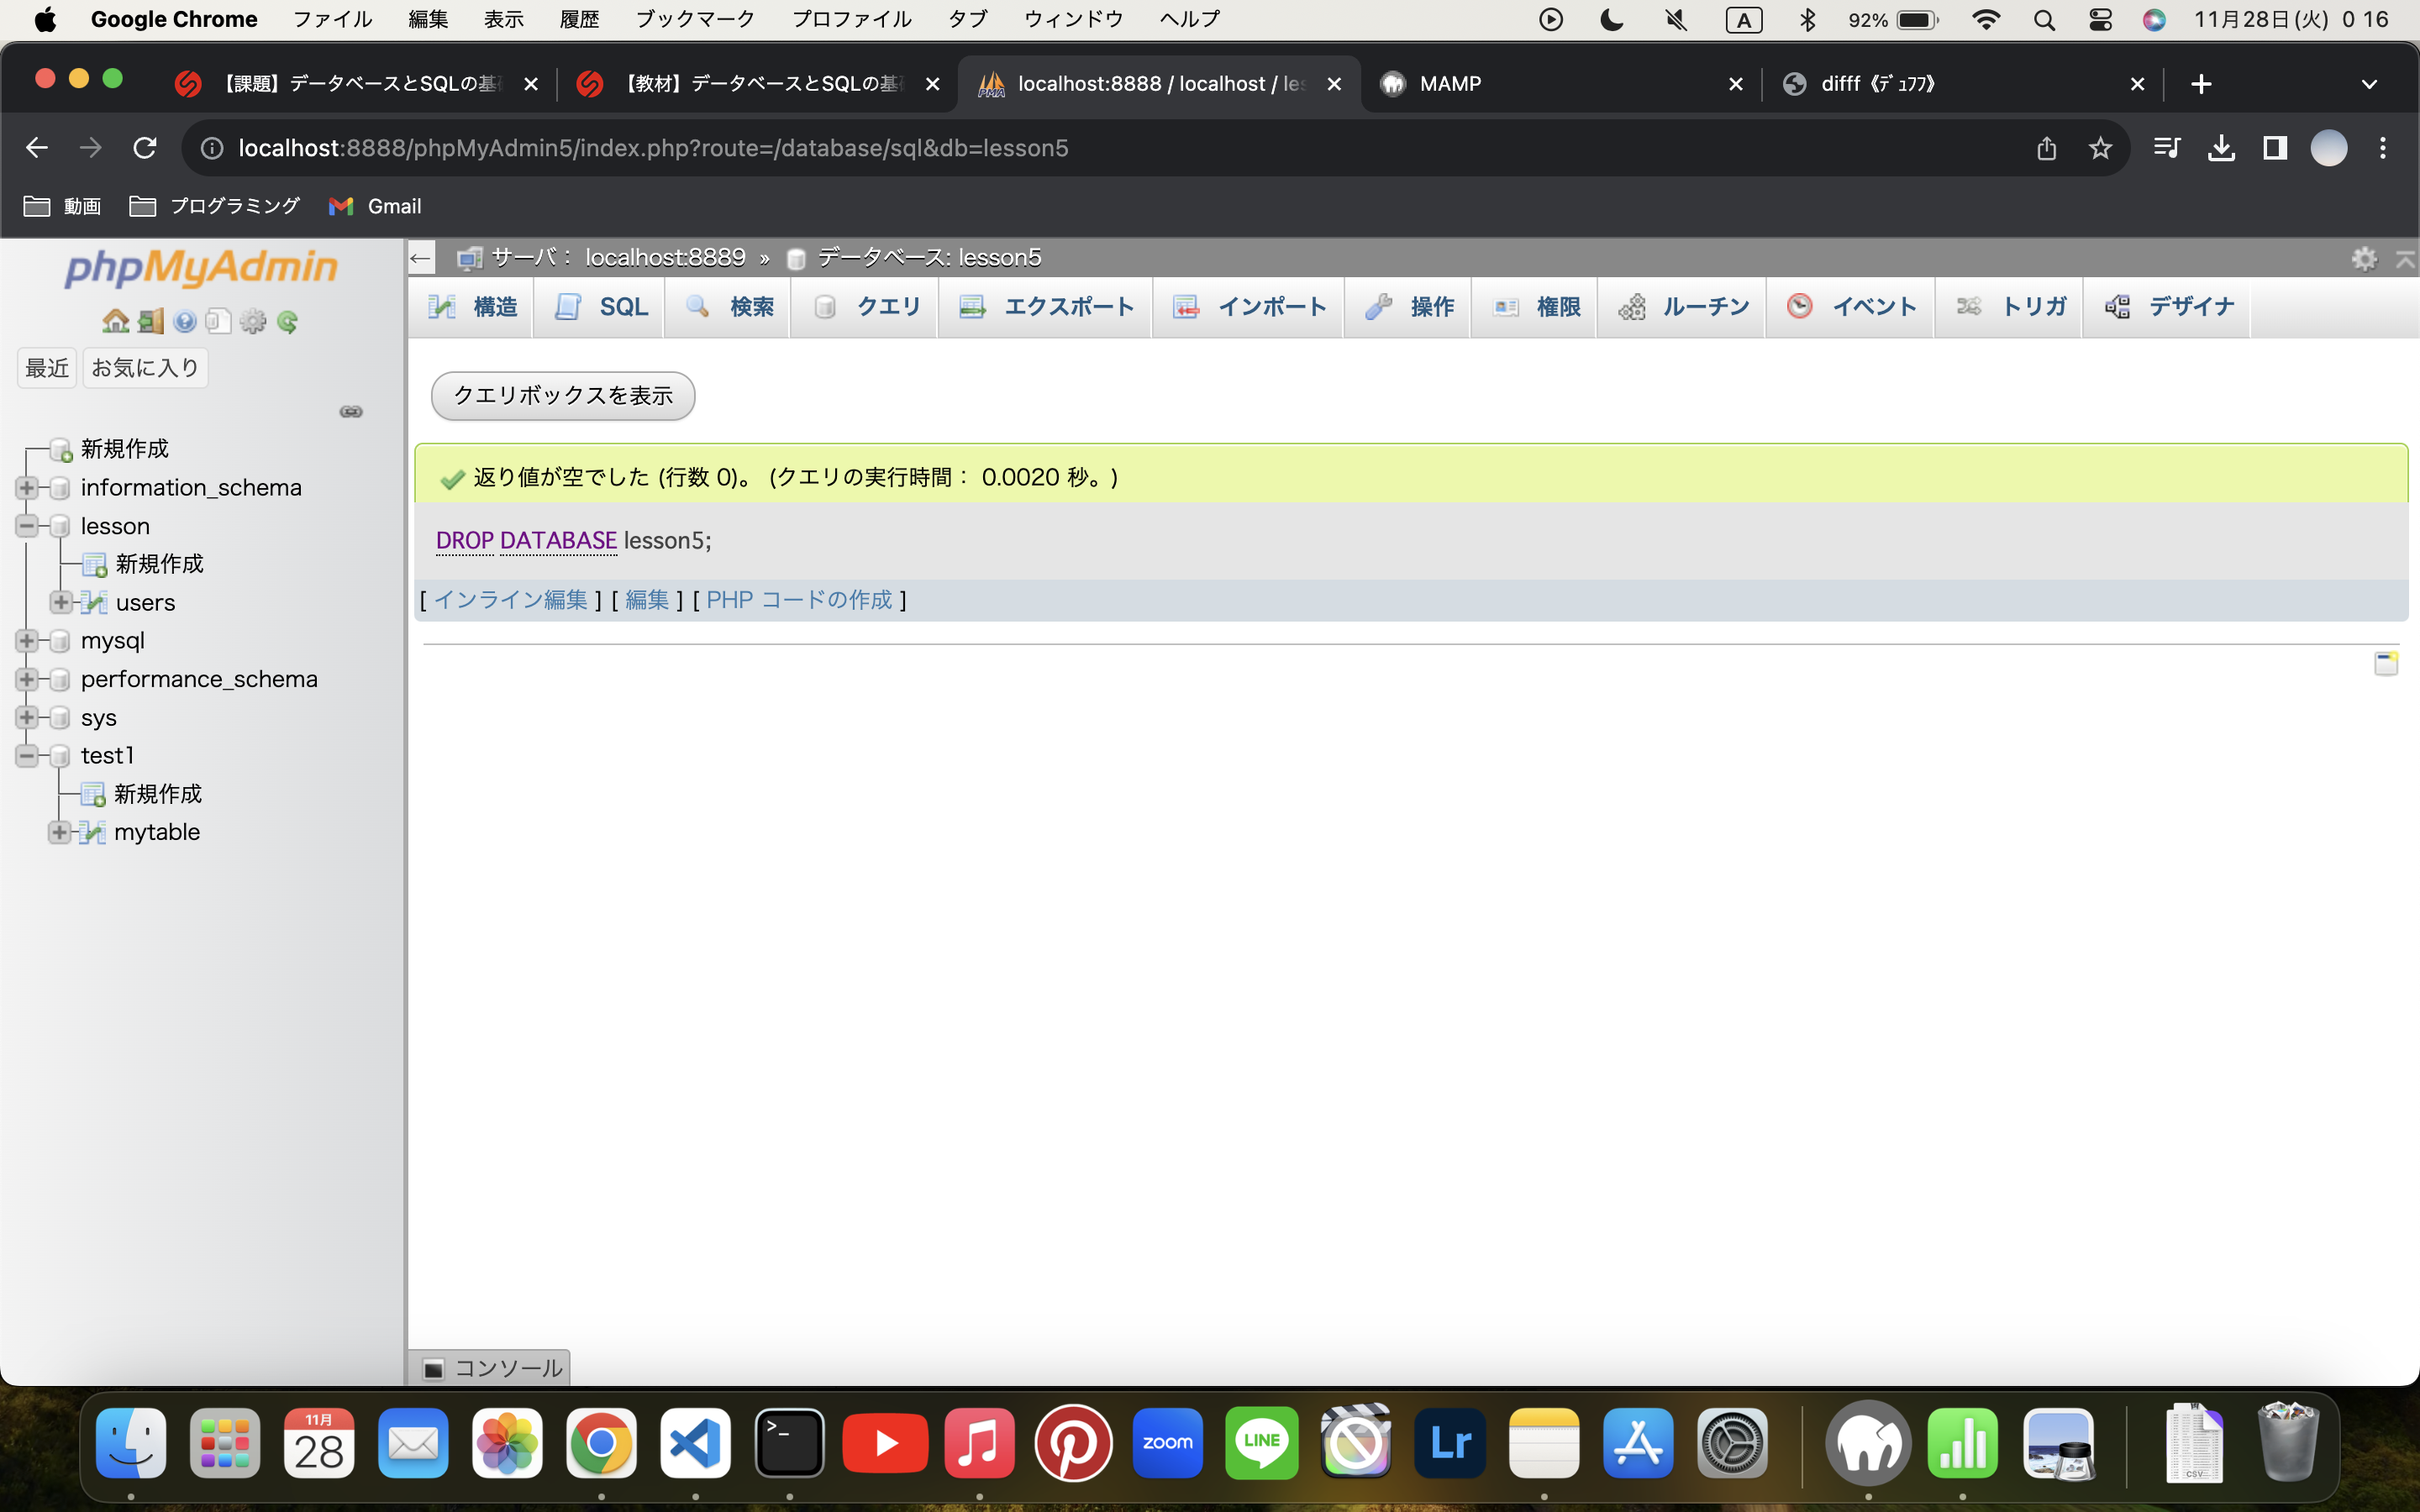 Google Chrome ファイル 編集 表示 履歴 ブックマーク プロファイル タブ ウィンドウ ヘルプ A 92% 11月28日(火) 0 16
【課題】データベースとSQLの基 【教材】データベースとSQLの基 localhost:8888 / localhost / les MAMP difff《ﾃﾞｭﾌﾌ》
localhost:8888/phpMyAdmin5/index.php?route=/database/sql&db=lesson5
動画 プログラミング Gmail
phpMyAdmin
最近 お気に入り
新規作成
information_schema
lesson
新規作成
users
mysql
performance_schema
sys
test1
新規作成
mytable
サーバ： localhost:8889 » データベース: lesson5
構造 SQL 検索 クエリ エクスポート インポート 操作 権限 ルーチン イベント トリガ デザイナ
クエリボックスを表示
返り値が空でした (行数 0)。 (クエリの実行時間： 0.0020 秒。)
DROP DATABASE lesson5;
[ インライン編集 ] [ 編集 ] [ PHP コードの作成 ]
コンソール
11月
28
zoom
LINE
Lr
CSV